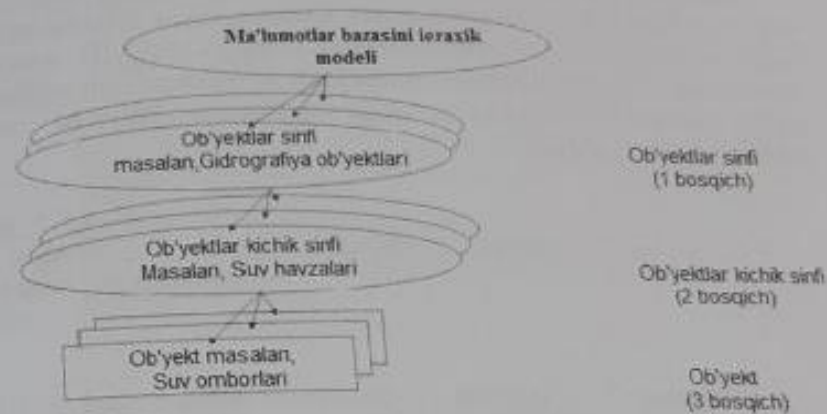 Ma'lumotlar bazasini ieraxik
modeli
Ob'yektlar sinfi
masalan,Gidrografiya ob'yektlari
Ob'yektlar sinfi
(1 bosqich)
Ob'yektlar kichik sinfi
Masalan, Suv havzalari
Ob'yektlar kichik sinfi
(2 bosqich)
Ob'yekt masalan,
Suv omborlari
Ob'yekt
(3 bosqich)